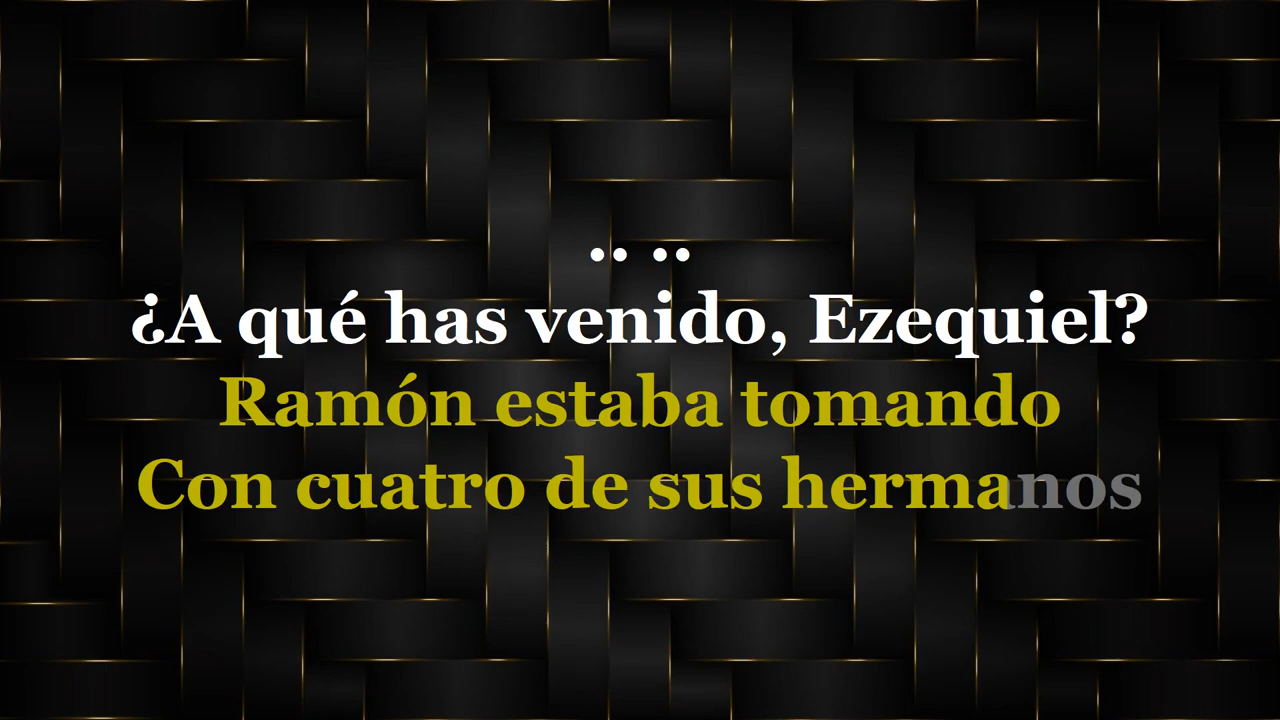 .. ..
¿A qué has venido, Ezequiel?
Ramón estaba tomando
Con cuatro de sus hermanos